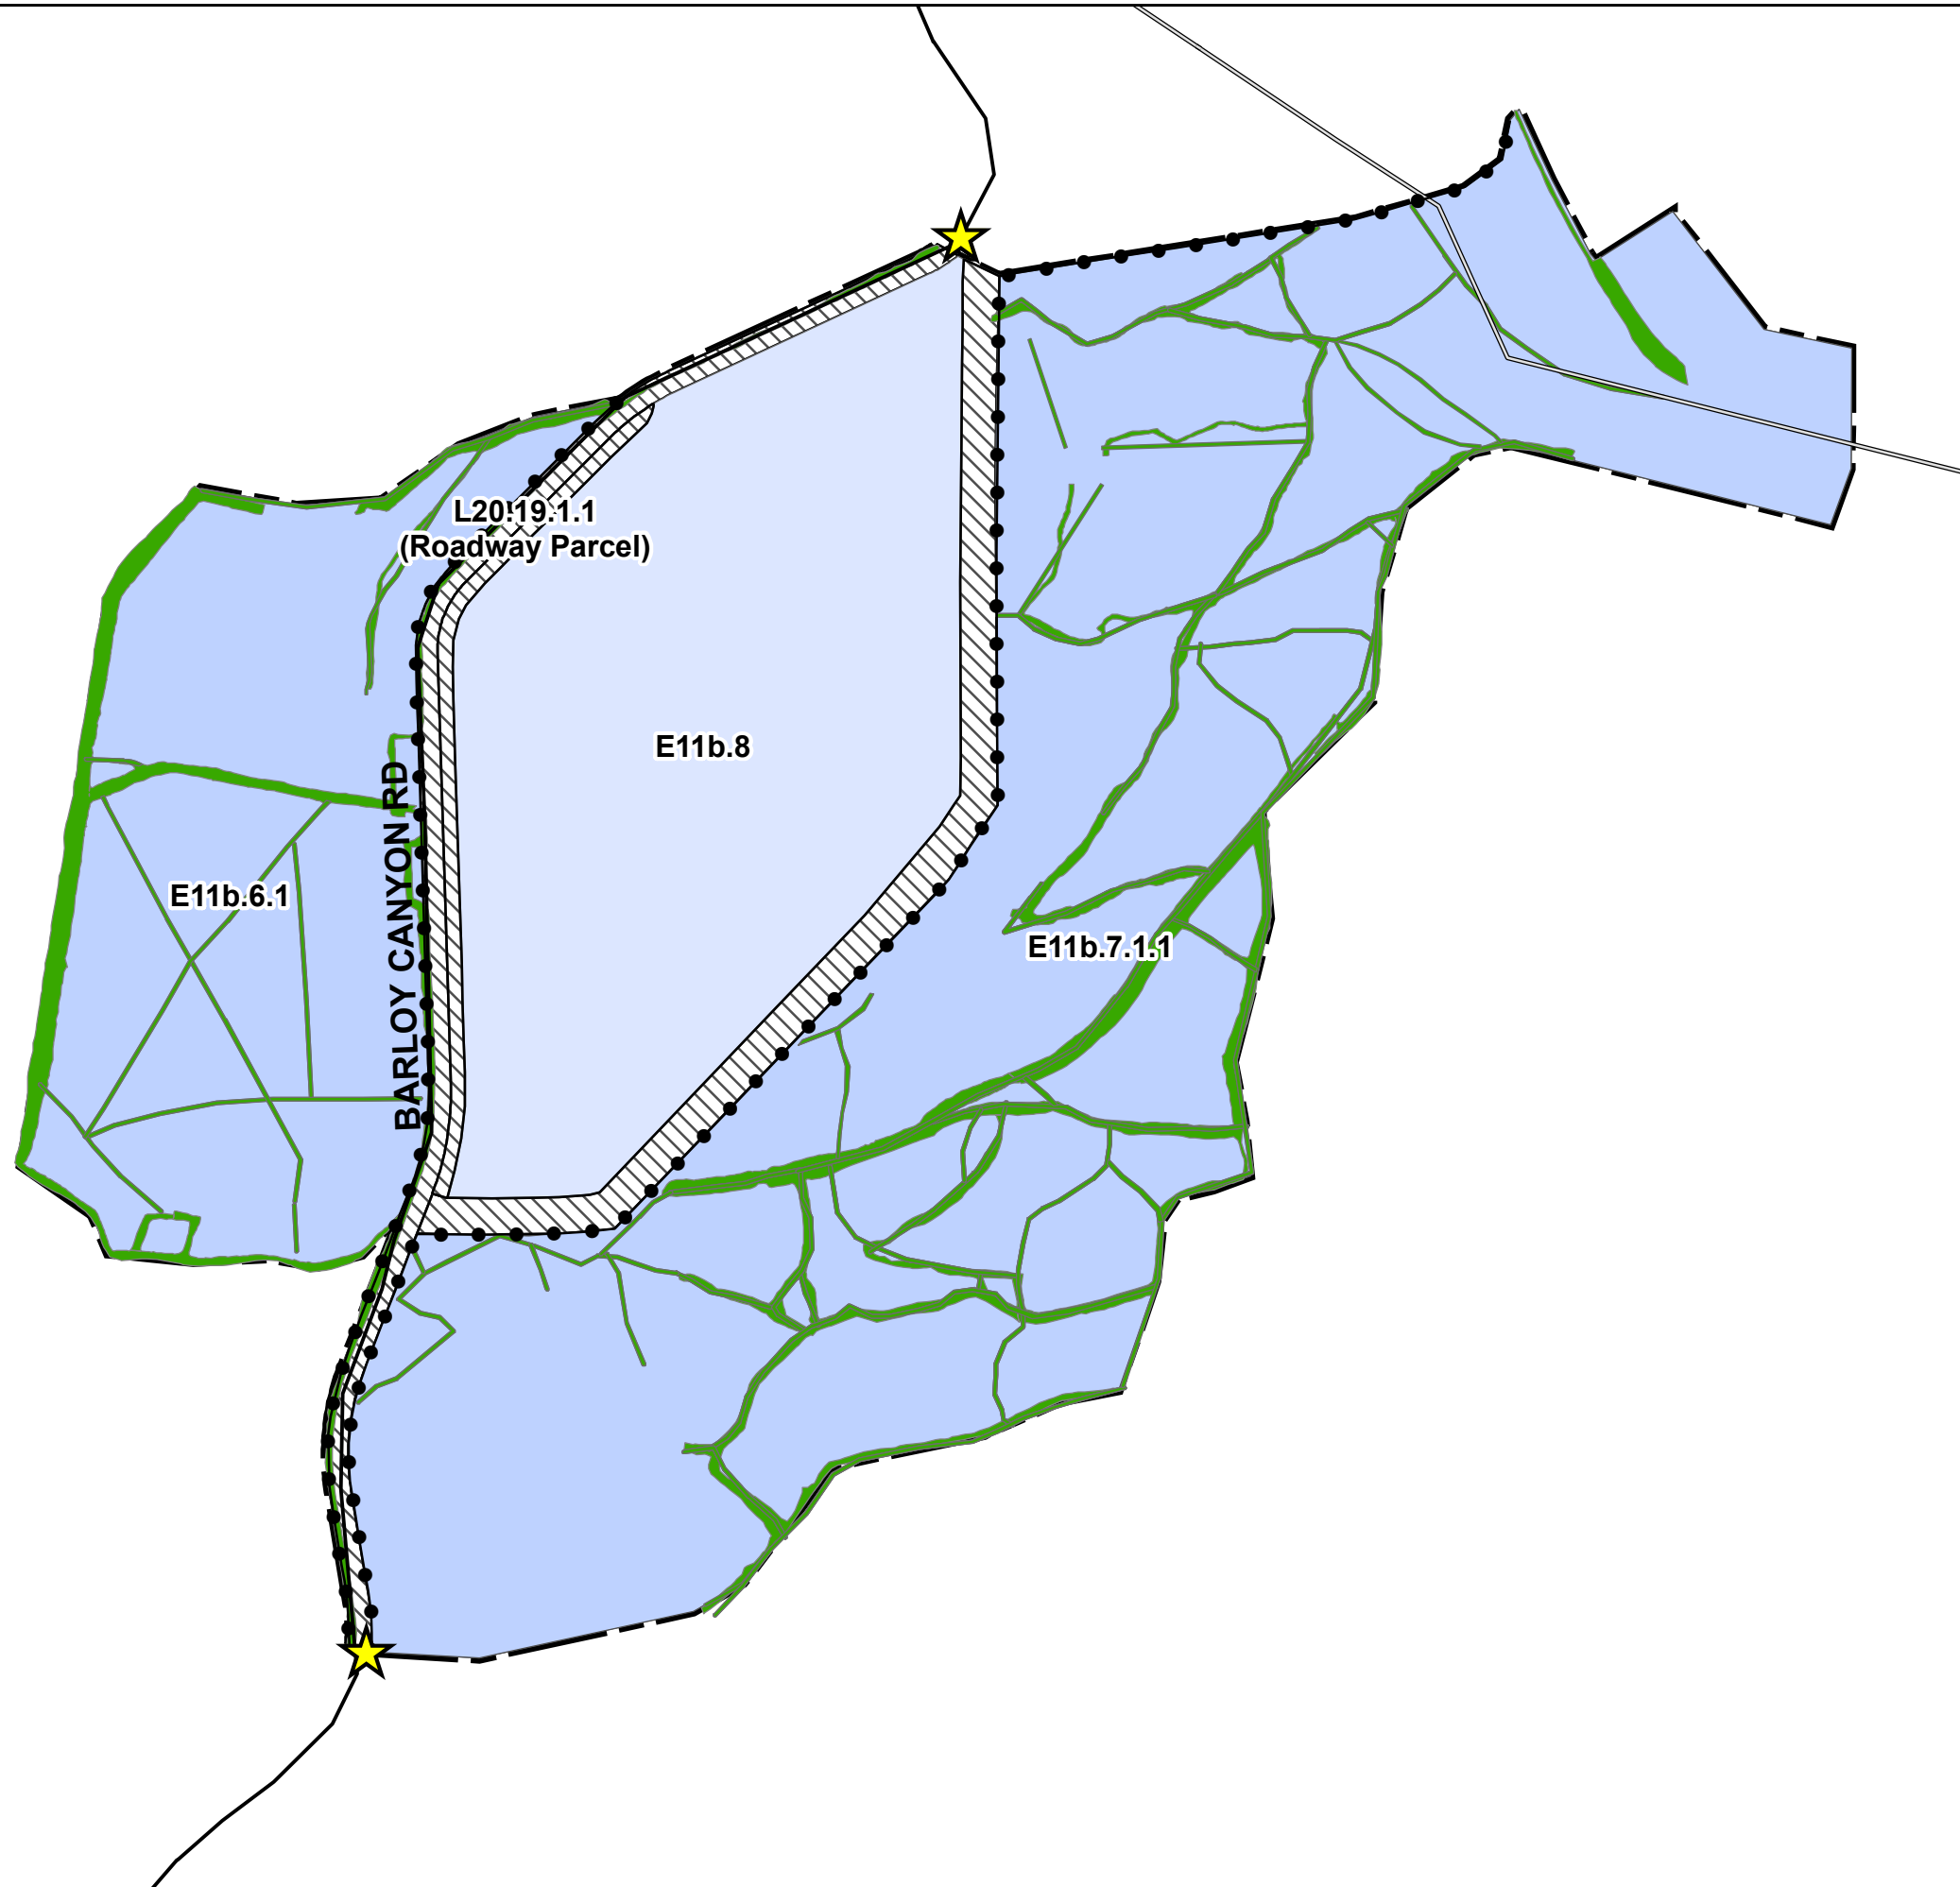 L20.19.1.1
(Roadway Parcel)
E11b.8
BARLOY CANYON RD
E11b.6.1
E11b.7.1.1